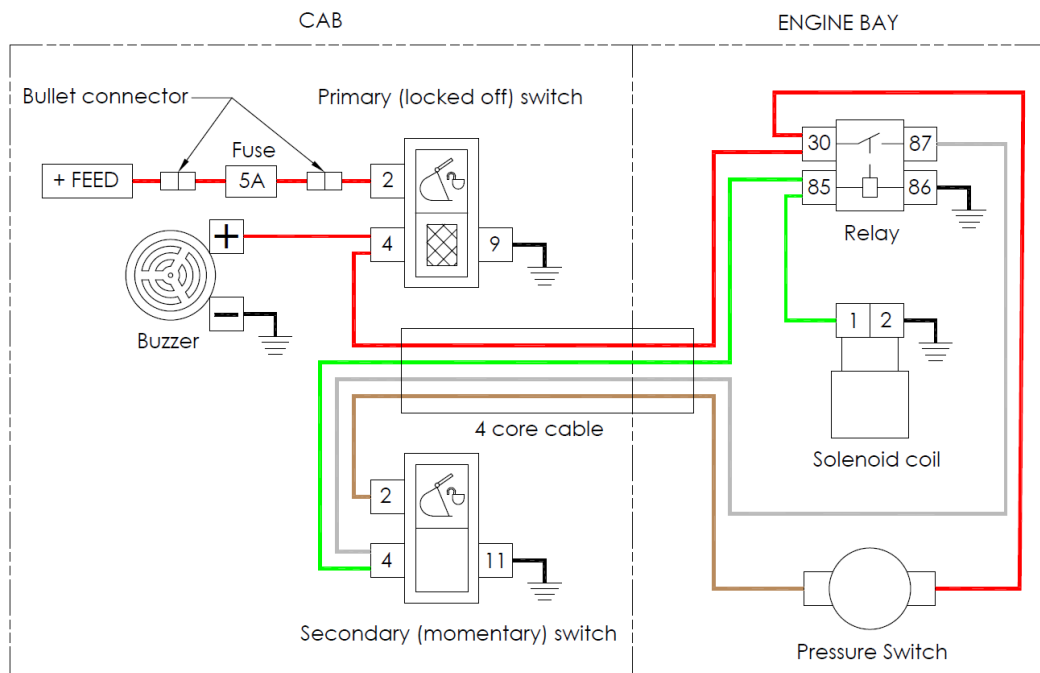 CAB
ENGINE BAY
Bullet connector
Primary (locked off) switch
Fuse
+ FEED
5A
2
4
9
+
-
Buzzer
30
87
85
86
Relay
1
2
Solenoid coil
4 core cable
2
4
11
Secondary (momentary) switch
Pressure Switch